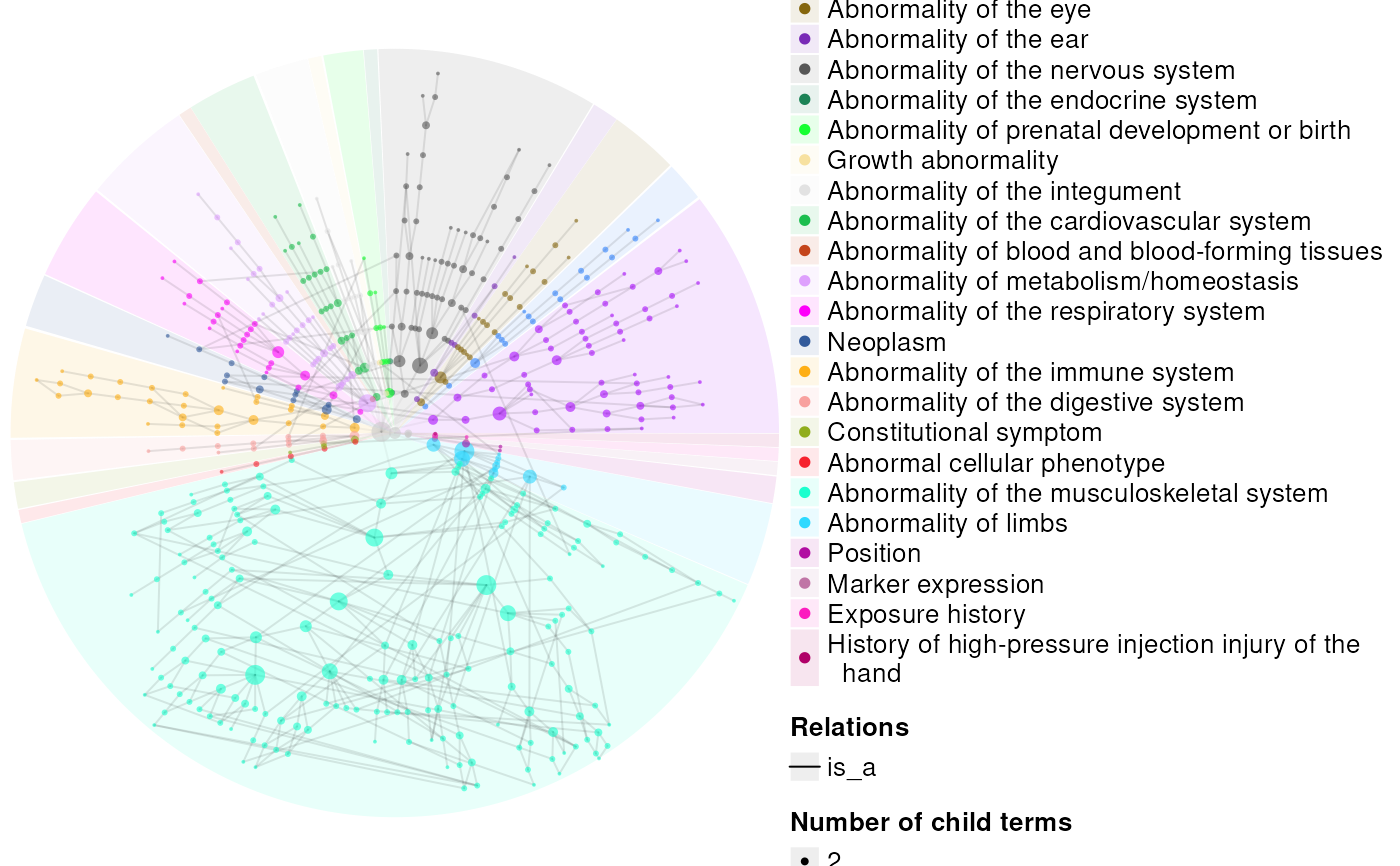 Abnormality of the eye
Abnormality of the ear
Abnormality of the nervous system
Abnormality of the endocrine system
Abnormality of prenatal development or birth
Growth abnormality
Abnormality of the integument
Abnormality of the cardiovascular system
Abnormality of blood and blood-forming tissues
Abnormality of metabolism/homeostasis
Abnormality of the respiratory system
Neoplasm
Abnormality of the immune system
Abnormality of the digestive system
Constitutional symptom
Abnormal cellular phenotype
Abnormality of the musculoskeletal system
Abnormality of limbs
Position
Marker expression
Exposure history
History of high-pressure injection injury of the
hand
Relations
is_a
Number of child terms
2